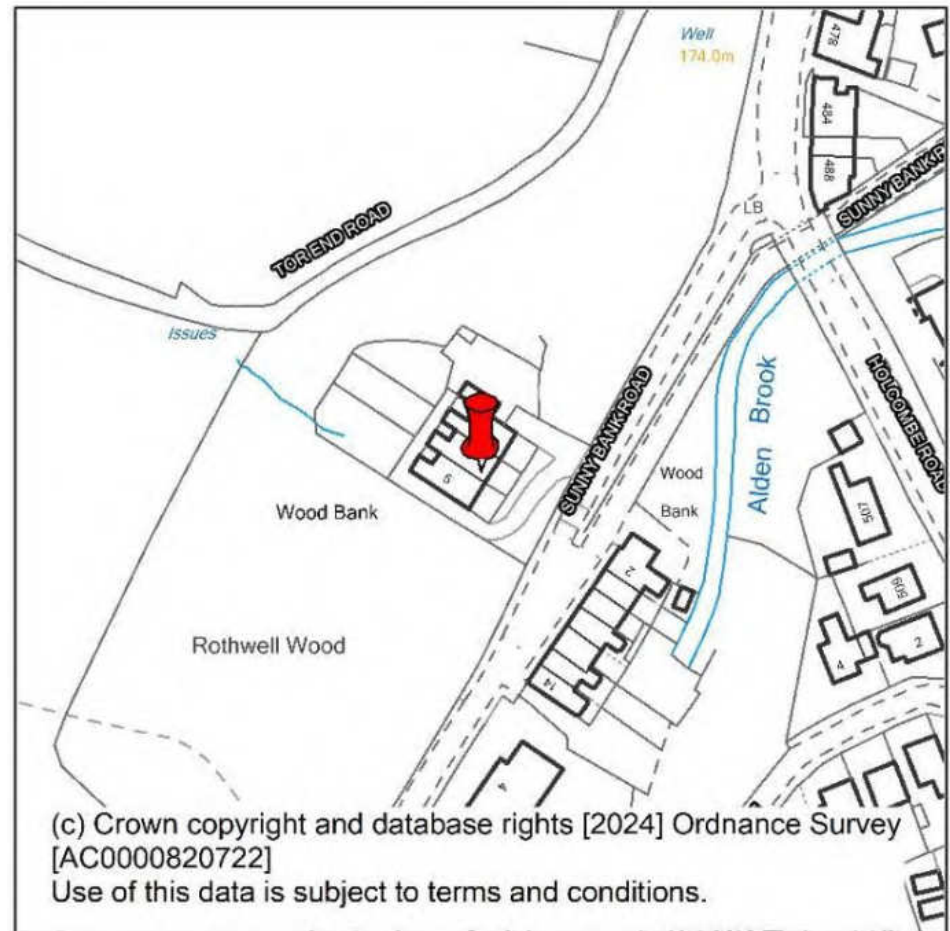 478
Well
174.0m
484
488
SUNNY BANK R
LB
TOR END ROAD
Issues
SUNNY BANK ROAD
HOLCOMBE ROAD
Alden Brook
Wood
Bank
5
Wood Bank
507
2
509
Rothwell Wood
4
2
14
4
(c) Crown copyright and database rights [2024] Ordnance Survey
[AC0000820722]
Use of this data is subject to terms and conditions.